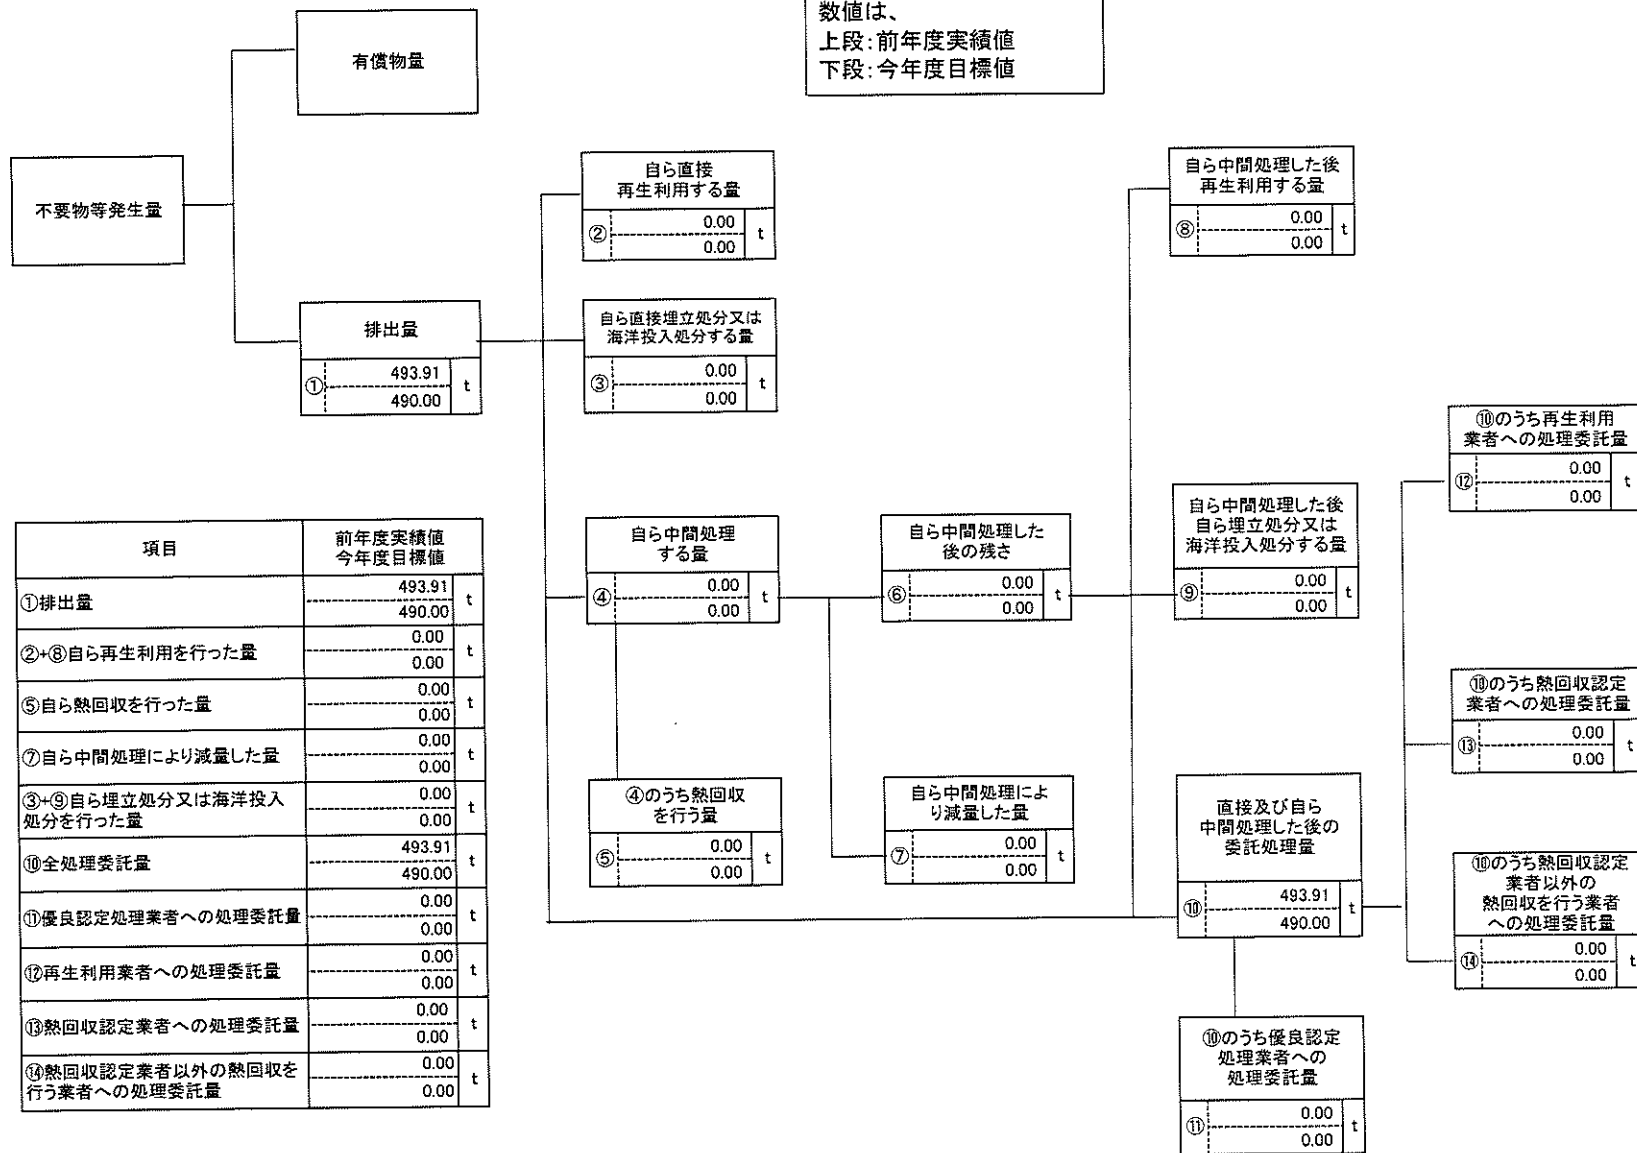 数値は、
上段：前年度実績値
下段：今年度目標値
有償物量
不要物等発生量
排出量
① 493.91 t
490.00
自ら直接
再生利用する量
② 0.00 t
0.00
自ら直接埋立処分又は
海洋投入処分する量
③ 0.00 t
0.00
自ら中間処理
する量
④ 0.00 t
0.00
④のうち熱回収
を行う量
⑤ 0.00 t
0.00
自ら中間処理した
後の残さ
⑥ 0.00 t
0.00
自ら中間処理によ
り減量した量
⑦ 0.00 t
0.00
自ら中間処理した後
再生利用する量
⑧ 0.00 t
0.00
自ら中間処理した後
自ら埋立処分又は
海洋投入処分する量
⑨ 0.00 t
0.00
直接及び自ら
中間処理した後の
委託処理量
⑩ 493.91 t
490.00
⑩のうち優良認定
処理業者への
処理委託量
⑪ 0.00 t
0.00
⑩のうち再生利用
業者への処理委託量
⑫ 0.00 t
0.00
⑩のうち熱回収認定
業者への処理委託量
⑬ 0.00 t
0.00
⑩のうち熱回収認定
業者以外の
熱回収を行う業者
への処理委託量
⑭ 0.00 t
0.00
項目 前年度実績値
今年度目標値
①排出量 493.91 t
490.00
②+⑧自ら再生利用を行った量 0.00 t
0.00
⑤自ら熱回収を行った量 0.00 t
0.00
⑦自ら中間処理により減量した量 0.00 t
0.00
③+⑨自ら埋立処分又は海洋投入 0.00 t
処分を行った量 0.00
⑩全処理委託量 493.91 t
490.00
⑪優良認定処理業者への処理委託量 0.00 t
0.00
⑫再生利用業者への処理委託量 0.00 t
0.00
⑬熱回収認定業者への処理委託量 0.00 t
0.00
⑭熱回収認定業者以外の熱回収を 0.00 t
行う業者への処理委託量 0.00